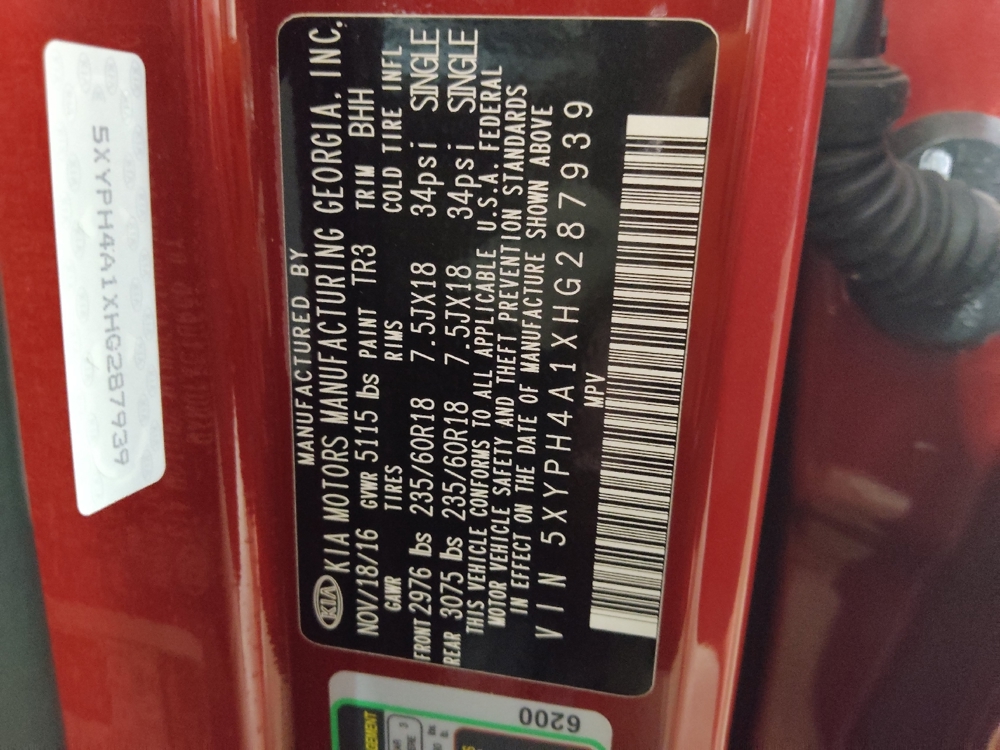 5XYPH4A1XHG287939
MANUFACTURED BY
KIA KIA MOTORS MANUFACTURING GEORGIA, INC.
NOV/18/16 GVWR 5115 lbs PAINT TR3 TRIM BHH
GAWR TIRES RIMS COLD TIRE INFL
FRONT 2976 lbs 235/60R18 7.5JX18 34psi SINGLE
REAR 3075 lbs 235/60R18 7.5JX18 34psi SINGLE
THIS VEHICLE CONFORMS TO ALL APPLICABLE U.S.A. FEDERAL
MOTOR VEHICLE SAFETY AND THEFT PREVENTION STANDARDS
IN EFFECT ON THE DATE OF MANUFACTURE SHOWN ABOVE
VIN 5XYPH4A1XHG287939
MPV
6200